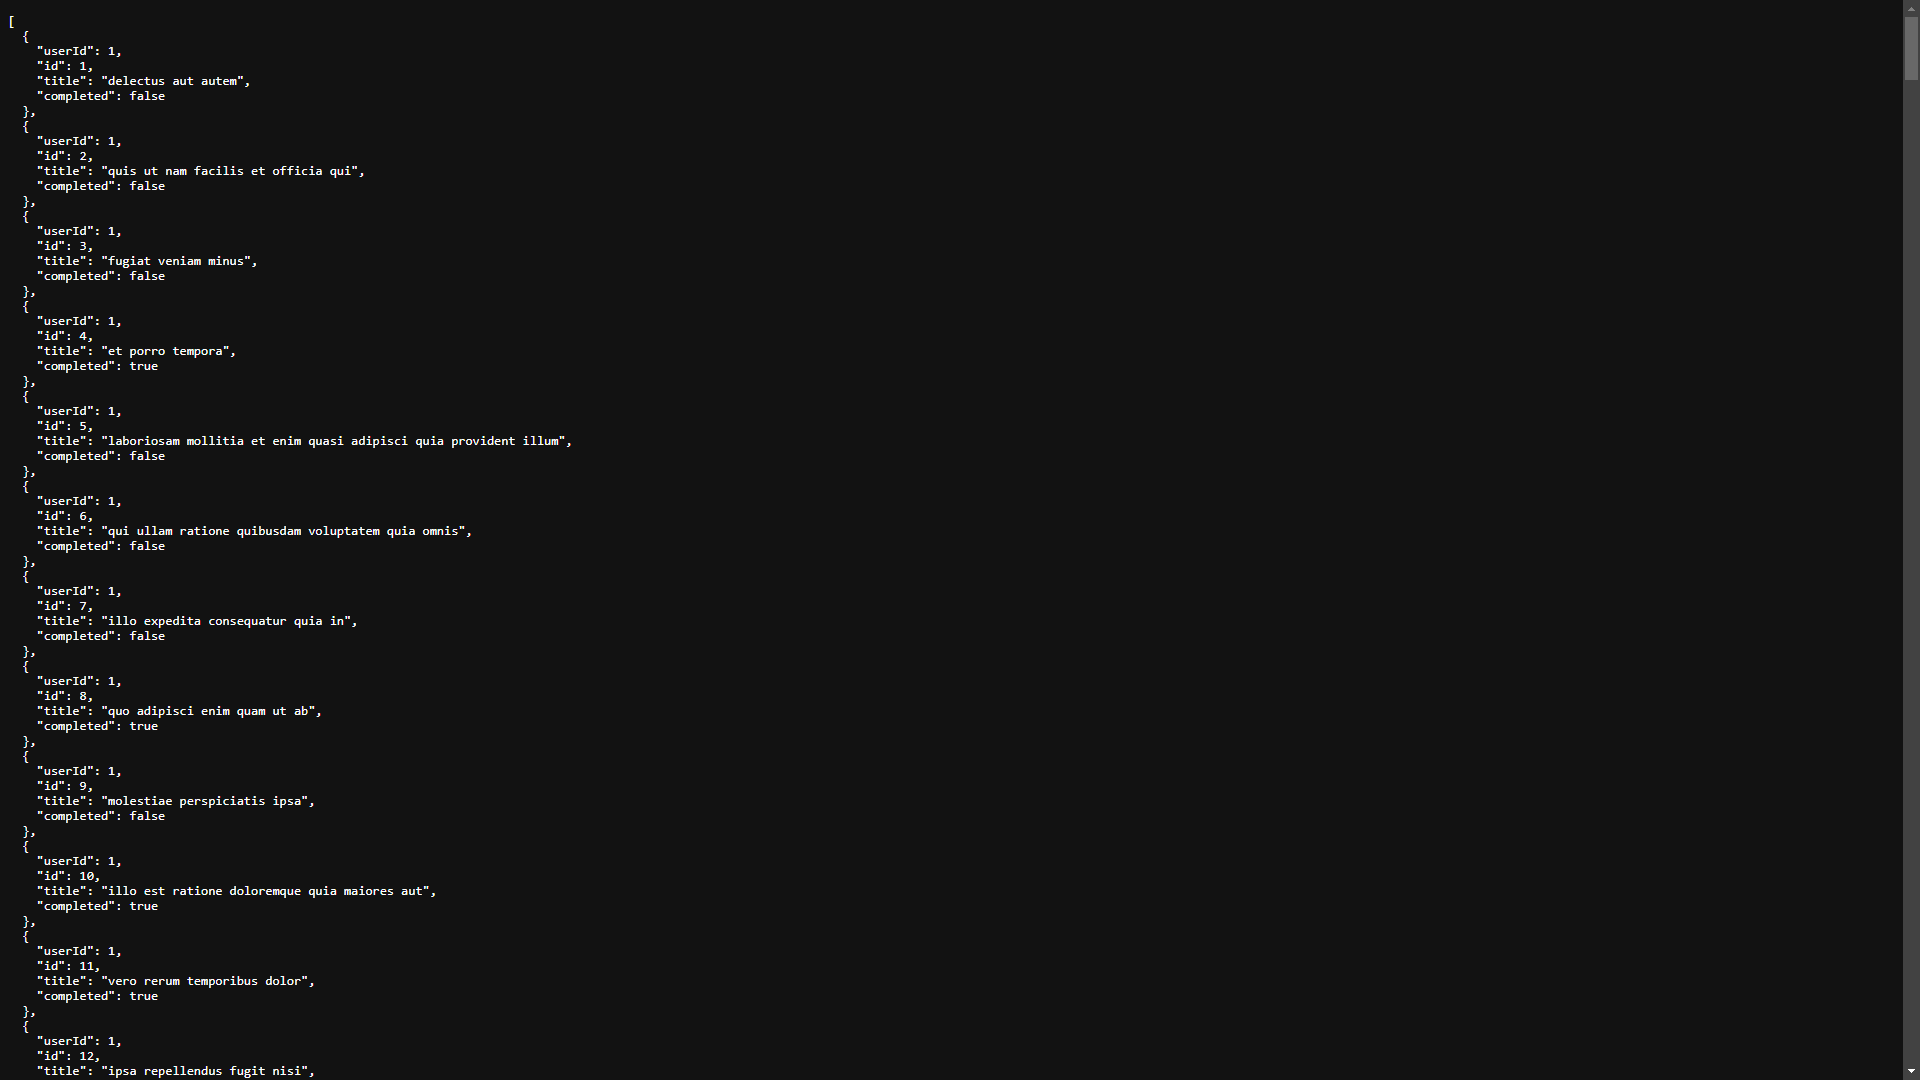 [
  {
    "userId": 1,
    "id": 1,
    "title": "delectus aut autem",
    "completed": false
  },
  {
    "userId": 1,
    "id": 2,
    "title": "quis ut nam facilis et officia qui",
    "completed": false
  },
  {
    "userId": 1,
    "id": 3,
    "title": "fugiat veniam minus",
    "completed": false
  },
  {
    "userId": 1,
    "id": 4,
    "title": "et porro tempora",
    "completed": true
  },
  {
    "userId": 1,
    "id": 5,
    "title": "laboriosam mollitia et enim quasi adipisci quia provident illum",
    "completed": false
  },
  {
    "userId": 1,
    "id": 6,
    "title": "qui ullam ratione quibusdam voluptatem quia omnis",
    "completed": false
  },
  {
    "userId": 1,
    "id": 7,
    "title": "illo expedita consequatur quia in",
    "completed": false
  },
  {
    "userId": 1,
    "id": 8,
    "title": "quo adipisci enim quam ut ab",
    "completed": true
  },
  {
    "userId": 1,
    "id": 9,
    "title": "molestiae perspiciatis ipsa",
    "completed": false
  },
  {
    "userId": 1,
    "id": 10,
    "title": "illo est ratione doloremque quia maiores aut",
    "completed": true
  },
  {
    "userId": 1,
    "id": 11,
    "title": "vero rerum temporibus dolor",
    "completed": true
  },
  {
    "userId": 1,
    "id": 12,
    "title": "ipsa repellendus fugit nisi",